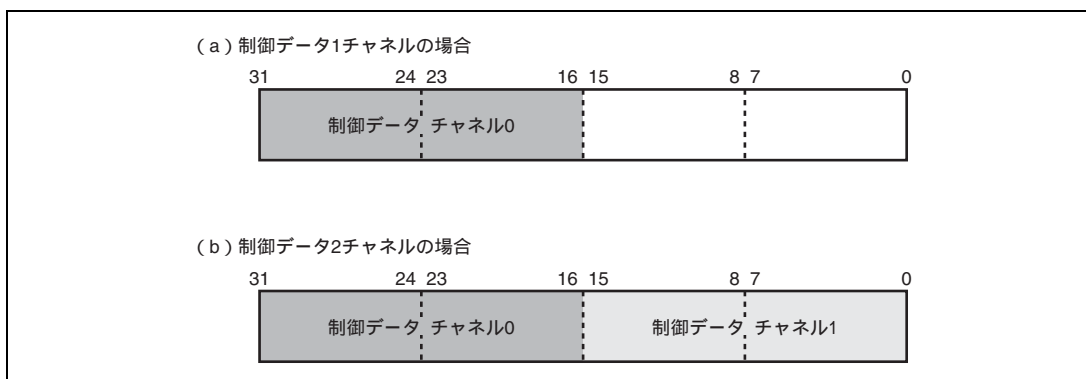 (a)制御データ1チャネルの場合
31 24 23 16 15 8 7 0
制御データ チャネル0
(b)制御データ2チャネルの場合
31 24 23 16 15 8 7 0
制御データ チャネル0 制御データ チャネル1